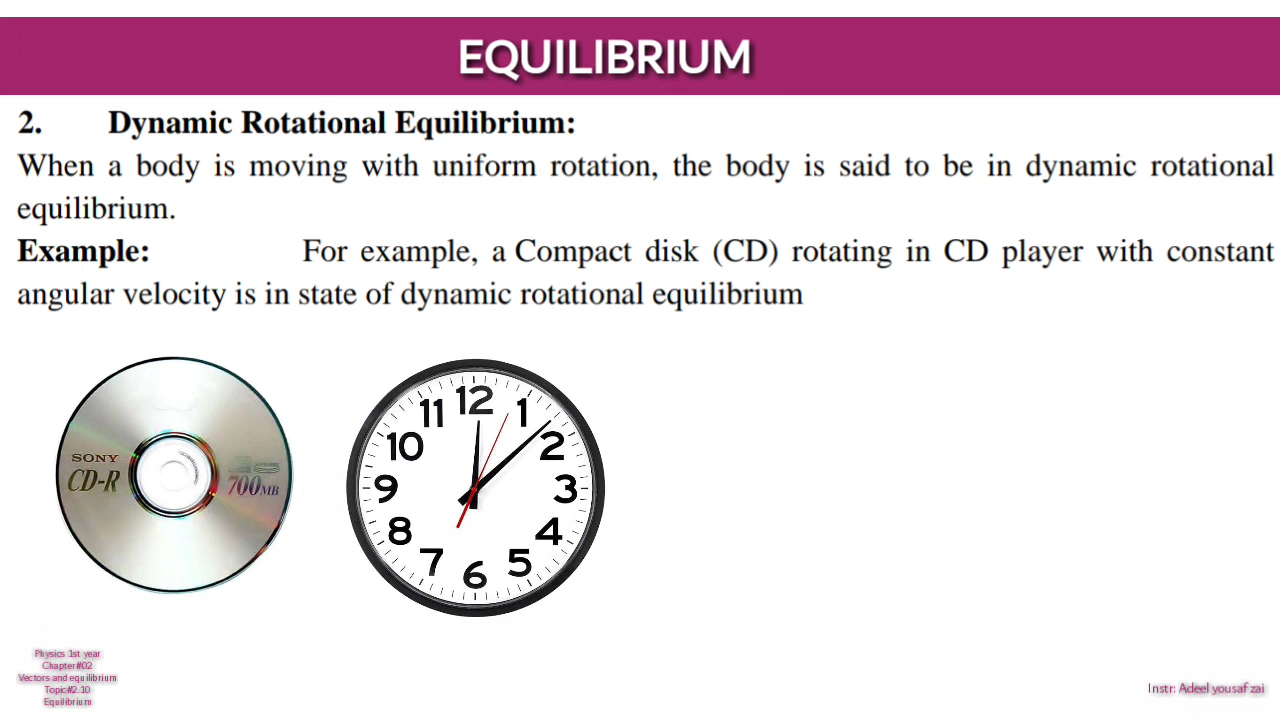 EQUILIBRIUM
2. Dynamic Rotational Equilibrium:
When a body is moving with uniform rotation, the body is said to be in dynamic rotational
equilibrium.
Example: For example, a Compact disk (CD) rotating in CD player with constant
angular velocity is in state of dynamic rotational equilibrium
SONY
CD-R
700MB
12
1
2
3
4
5
6
7
8
9
10
11
Physics 1st year
Chapter#02
Vectors and equilibrium
Topic#2.10
Equilibrium
Instr: Adeel yousaf zai